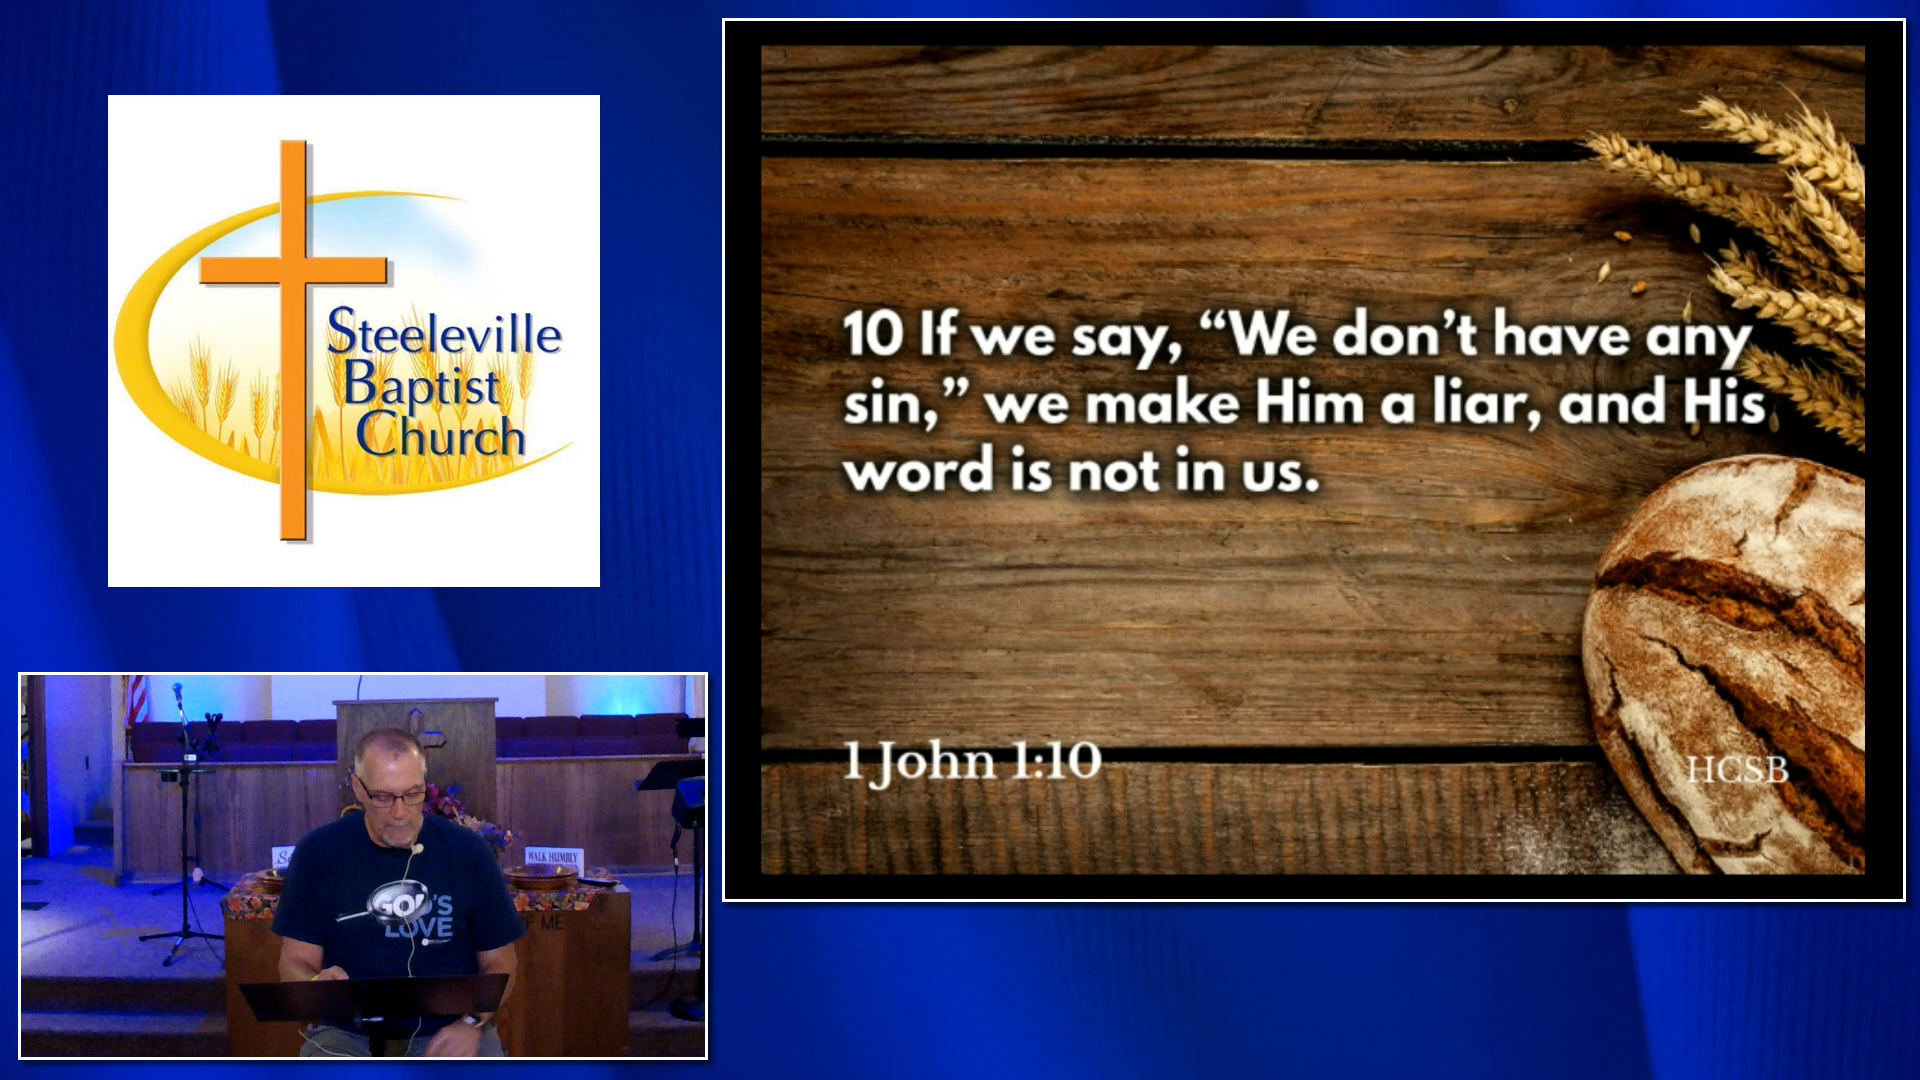 Steeleville
Baptist
Church
10 If we say, “We don’t have any
sin,” we make Him a liar, and His
word is not in us.
1 John 1:10
HCSB
WALK HUMBLY
GOD'S
LOVE
ME